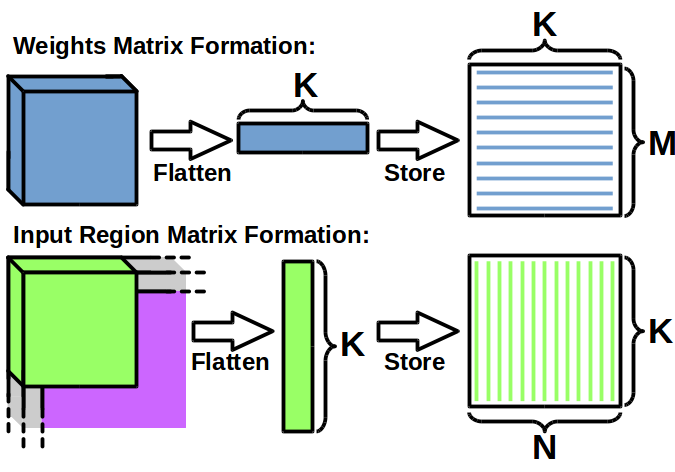 K
Weights Matrix Formation:
K
M
Flatten
Store
Input Region Matrix Formation:
K
K
Flatten
Store
N